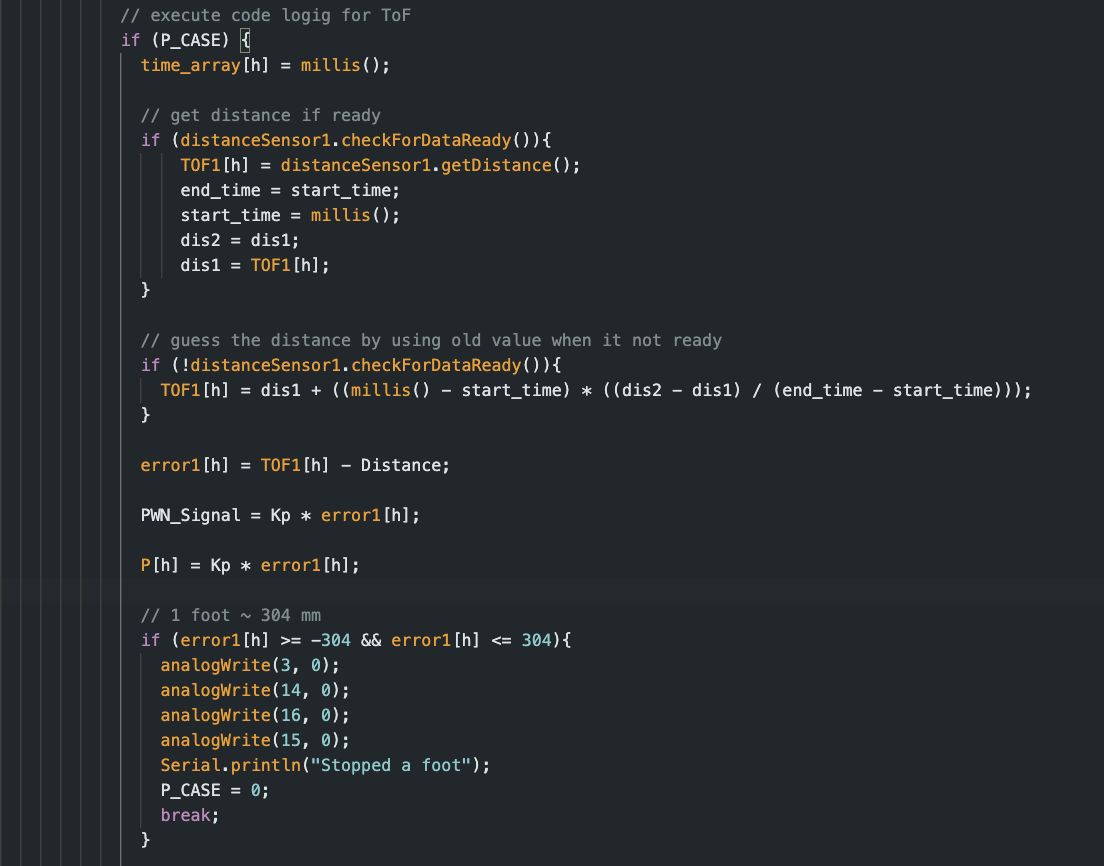 // execute code logig for ToF
if (P_CASE) {
time_array[h] = millis();
// get distance if ready
if (distanceSensor1.checkForDataReady()){
TOF1[h] = distanceSensor1.getDistance();
end_time = start_time;
start_time = millis();
dis2 = dis1;
dis1 = TOF1[h];
}
// guess the distance by using old value when it not ready
if (!distanceSensor1.checkForDataReady()){
TOF1[h] = dis1 + ((millis() - start_time) * ((dis2 - dis1) / (end_time - start_time)));
}
error1[h] = TOF1[h] - Distance;
PWN_Signal = Kp * error1[h];
P[h] = Kp * error1[h];
// 1 foot ~ 304 mm
if (error1[h] >= -304 && error1[h] <= 304){
analogWrite(3, 0);
analogWrite(14, 0);
analogWrite(16, 0);
analogWrite(15, 0);
Serial.println("Stopped a foot");
P_CASE = 0;
break;
}